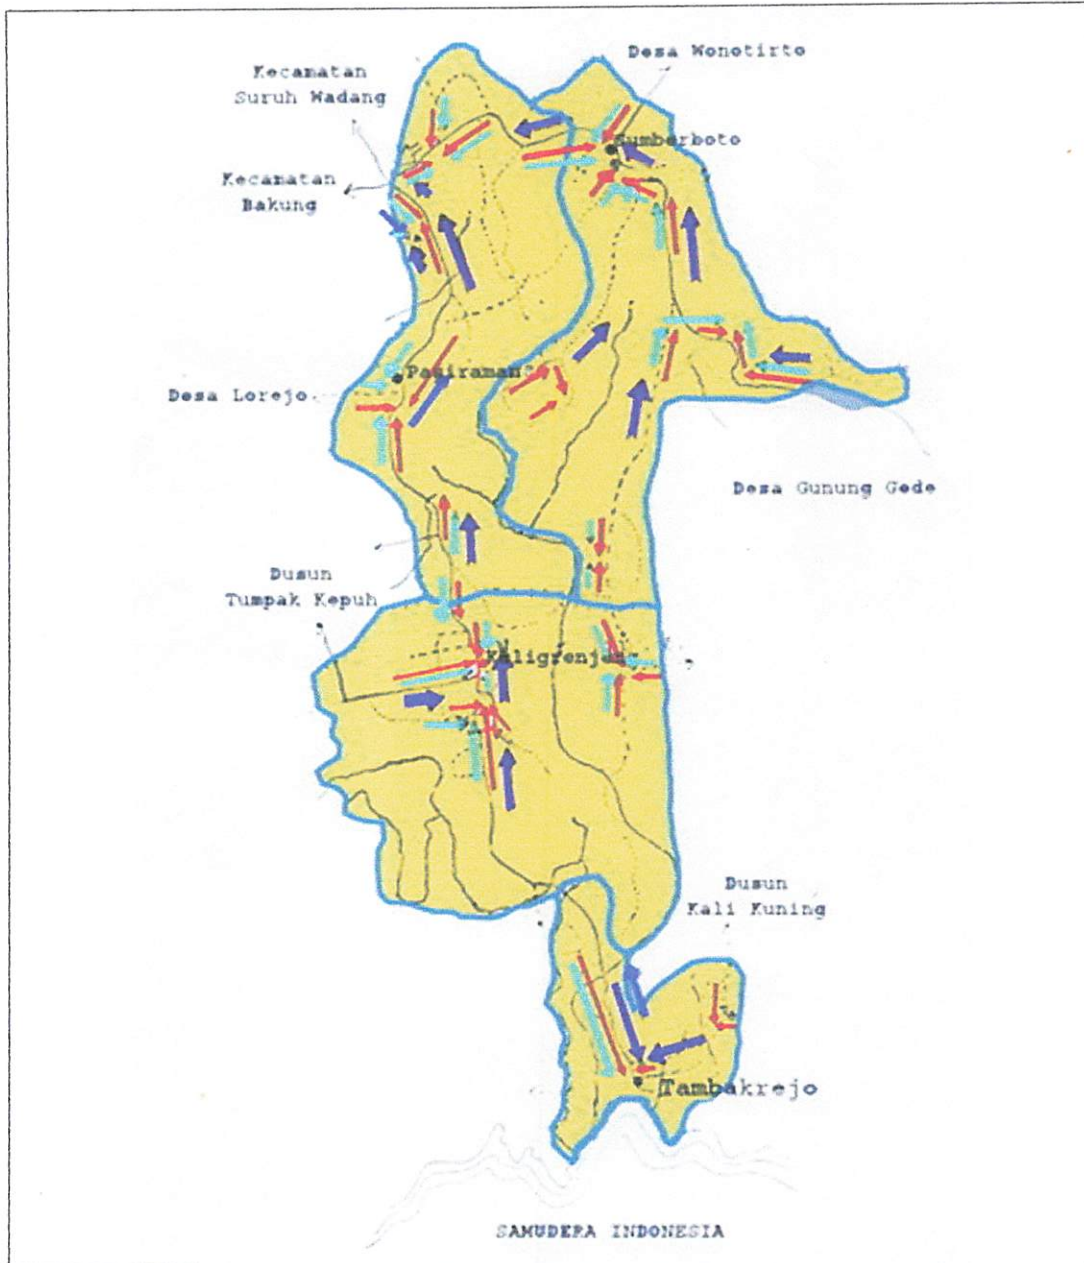 Desa Wonotirto
Kecamatan
Suruh Wadang
Sumberboto
Kecamatan
Bakung
Pasiraman
Desa Lorejo
Desa Gunung Gede
Dusun
Tumpak Kepuh
Kaligrenjeng
Dusun
Kali Kuning
Tambakrejo
SAMUDERA INDONESIA